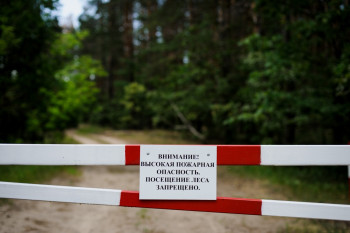 ВНИМАНИЕ!
ВЫСОКАЯ ПОЖАРНАЯ
ОПАСНОСТЬ.
ПОСЕЩЕНИЕ ЛЕСА
ЗАПРЕЩЕНО.